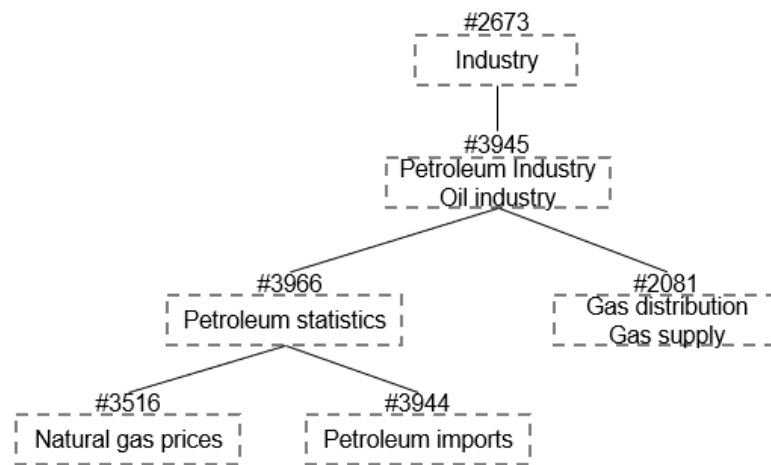 #2673
Industry
#3945
Petroleum Industry
Oil industry
#3966
Petroleum statistics
#2081
Gas distribution
Gas supply
#3516
Natural gas prices
#3944
Petroleum imports